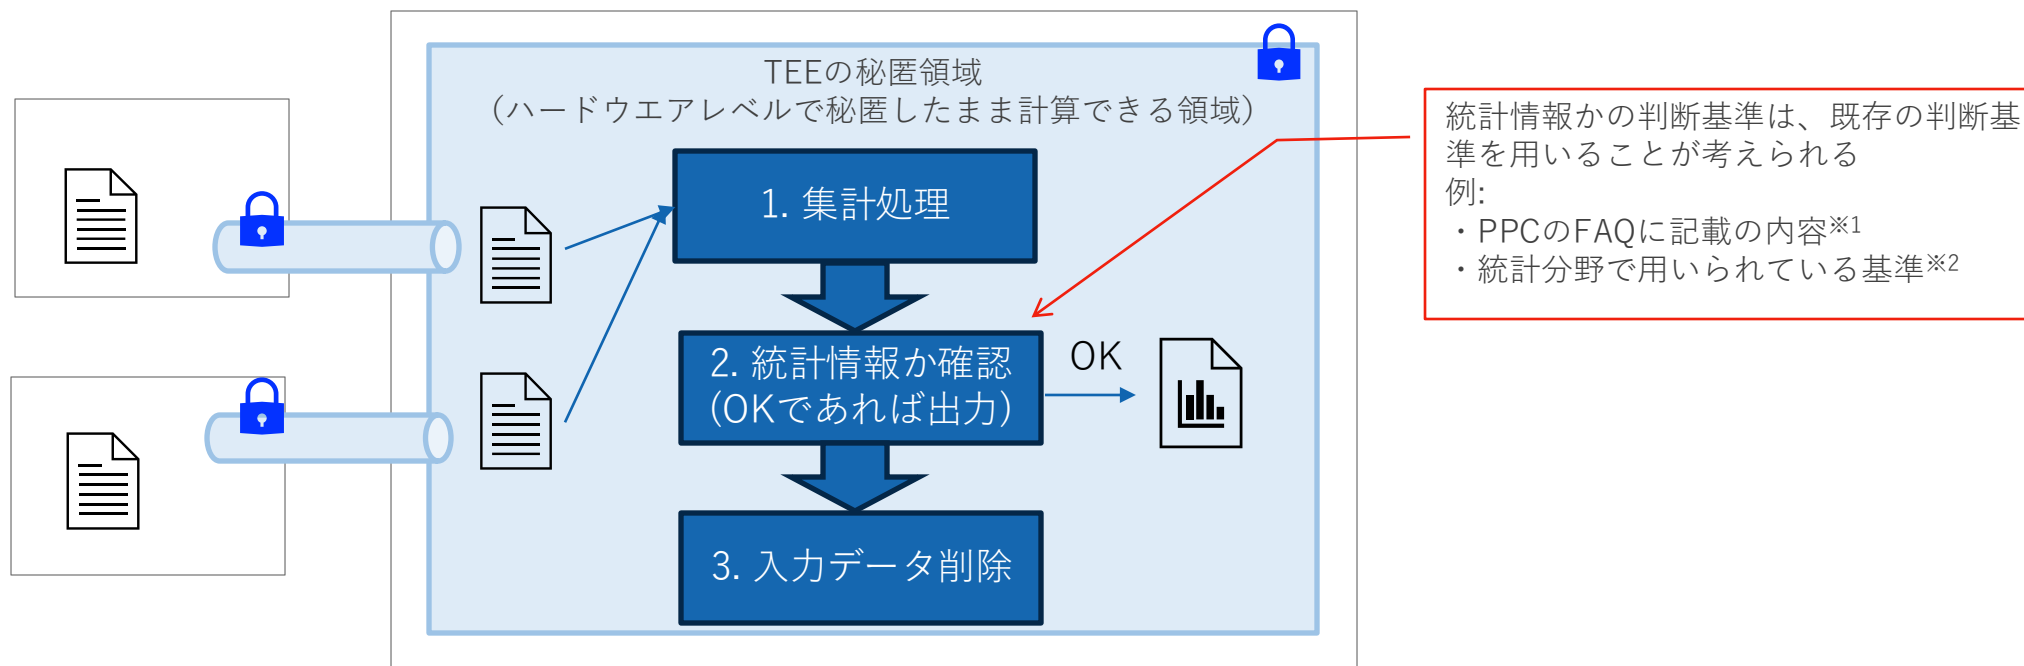 TEEの秘匿領域
（ハードウエアレベルで秘匿したまま計算できる領域）
1. 集計処理
2. 統計情報か確認
(OKであれば出力)
OK
3. 入力データ削除
統計情報かの判断基準は、既存の判断基
準を用いることが考えられる
例:
・PPCのFAQに記載の内容※1
・統計分野で用いられている基準※2